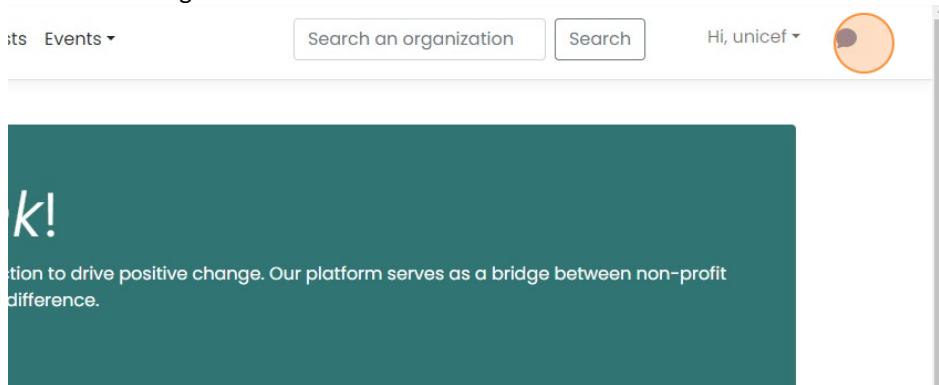 Events
Search an organization
Search
Hi, unicef
k!
to drive positive change. Our platform serves as a bridge between non-profit
difference.